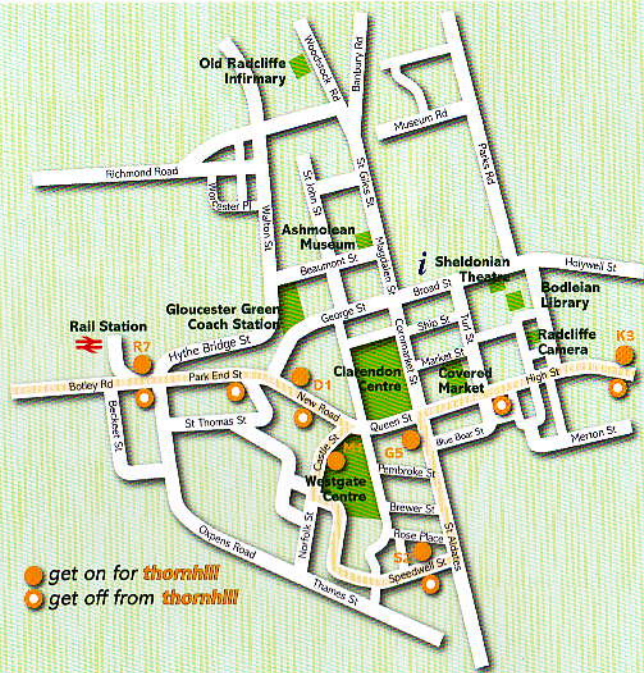 Old Radcliffe
Infirmary
Woodstock Rd
Banbury Rd
Museum Rd
Parks Rd
Richmond Road
Worcester Pl
Walton St
St John St
St Gilns St
Ashmolean
Museum
Beaumont St
Magdalen St
i
Sheldonian
Theatre
Holywell St
Broad St
Bodleian
Library
Gloucester Green
Coach Station
George St
Ship St
Turl St
Cornmarket St
Radcliffe
Camera
K3
Rail Station
R7
Hythe Bridge St
Market St
Clarendon
Centre
Covered
Market
High St
Botley Rd
Park End St
D1
New Road
Queen St
Blue Boar St
Merton St
Beckeet St
St Thomas St
Castle St
G5
Westgate
Centre
Pembroke St
Brewer St
Rose Place
St Aldates
Speedwell St
Norfolk St
Oxpens Road
Thames St
get on for thornhill
get off from thornhill